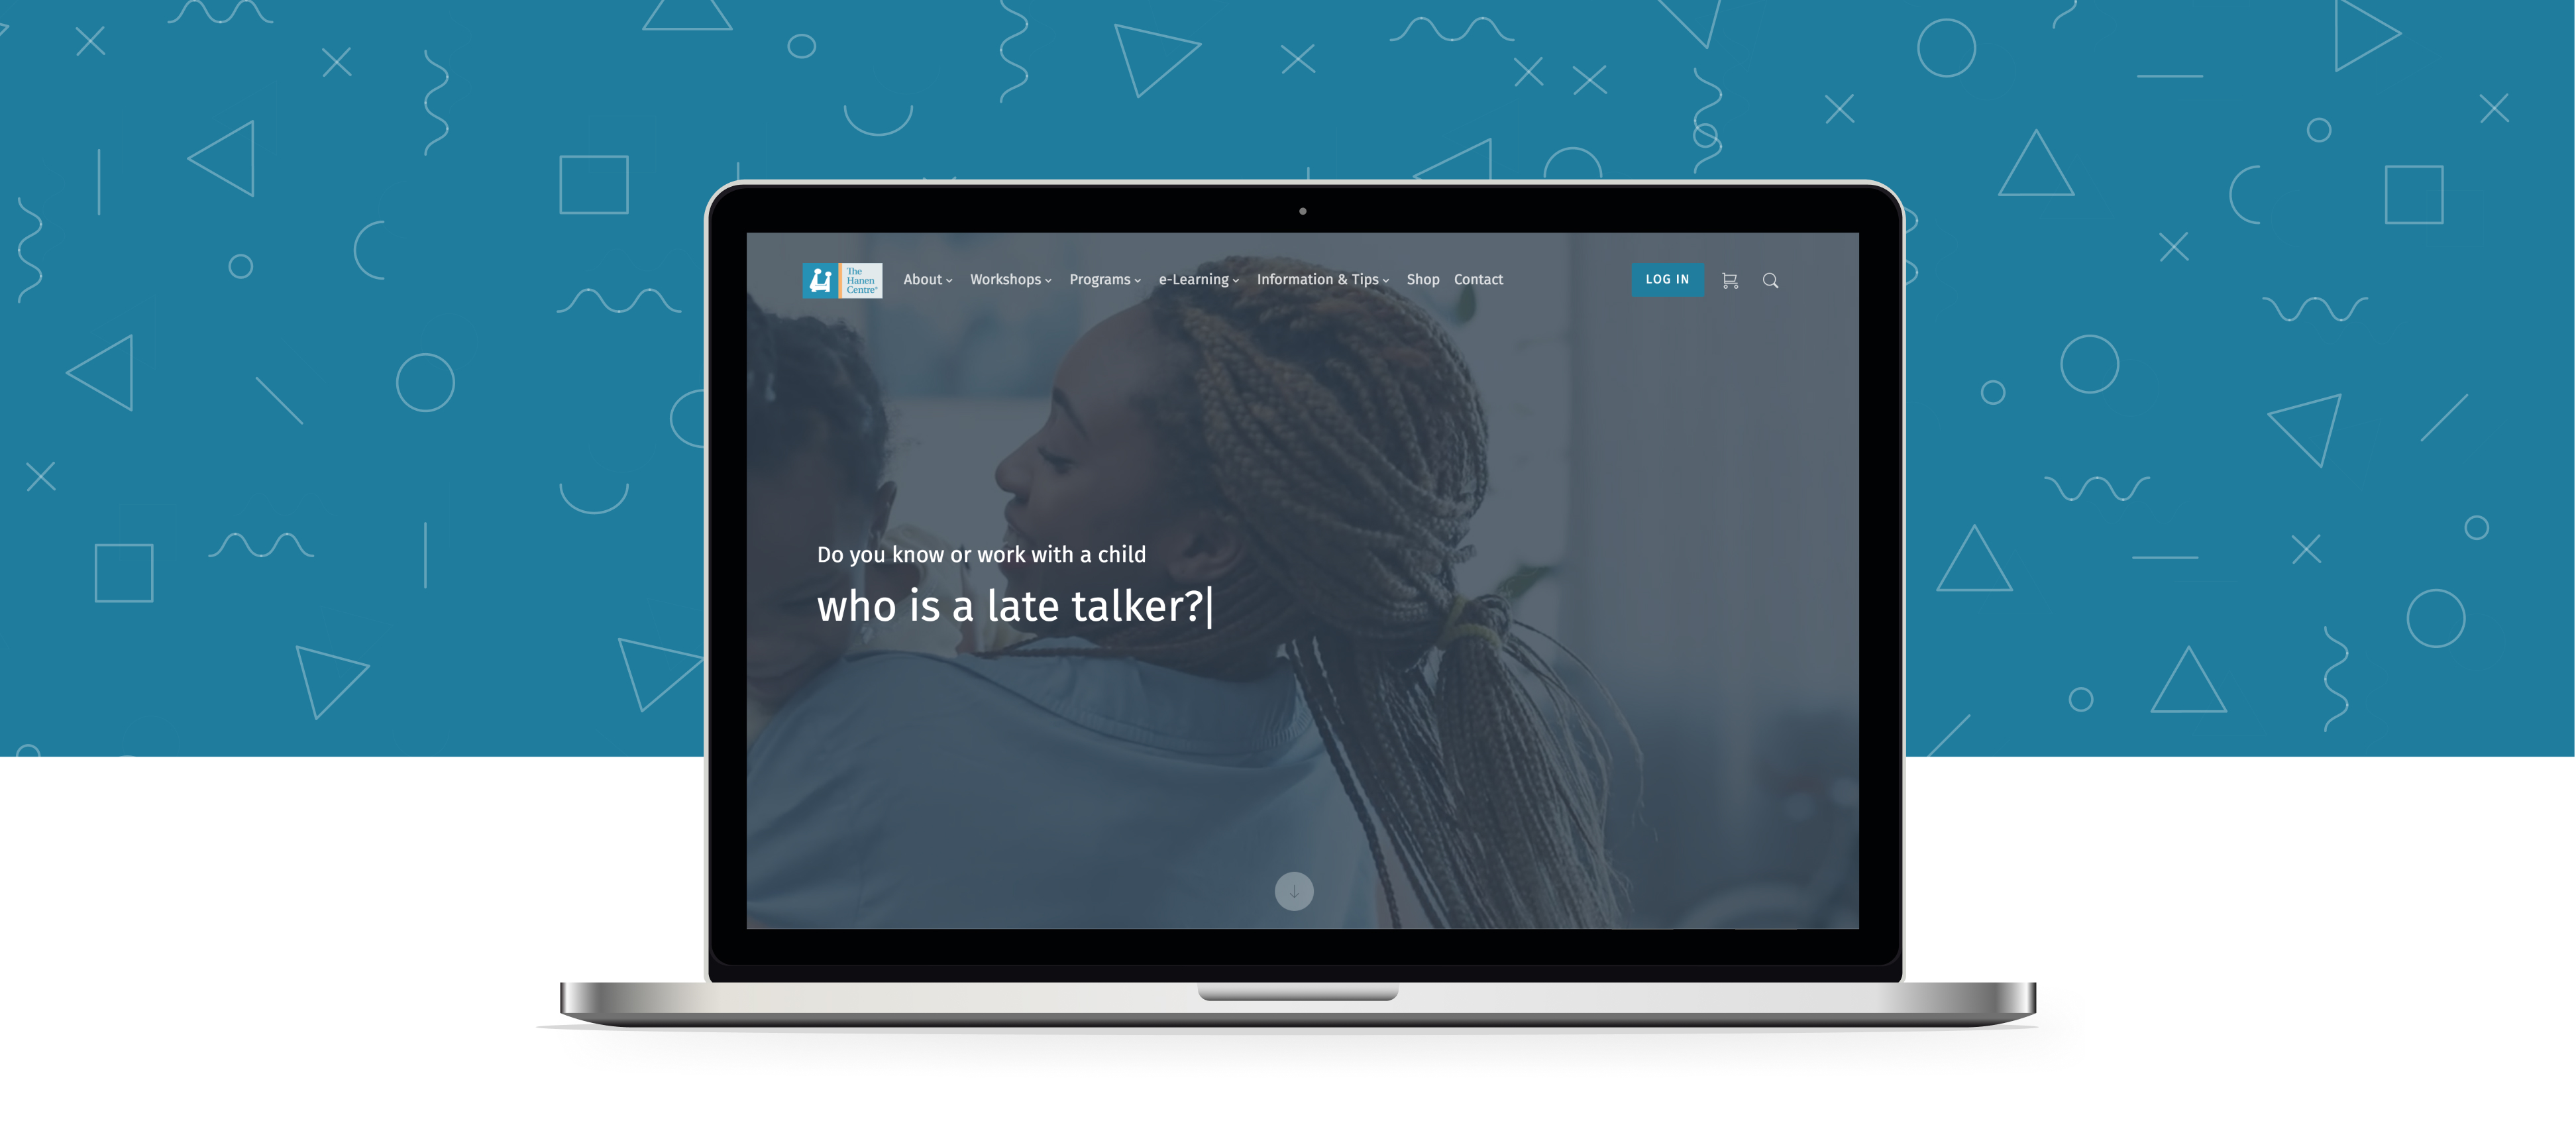 The
Hanen
Centre®
About Workshops Programs e-Learning Information & Tips Shop Contact LOG IN
Do you know or work with a child
who is a late talker?|